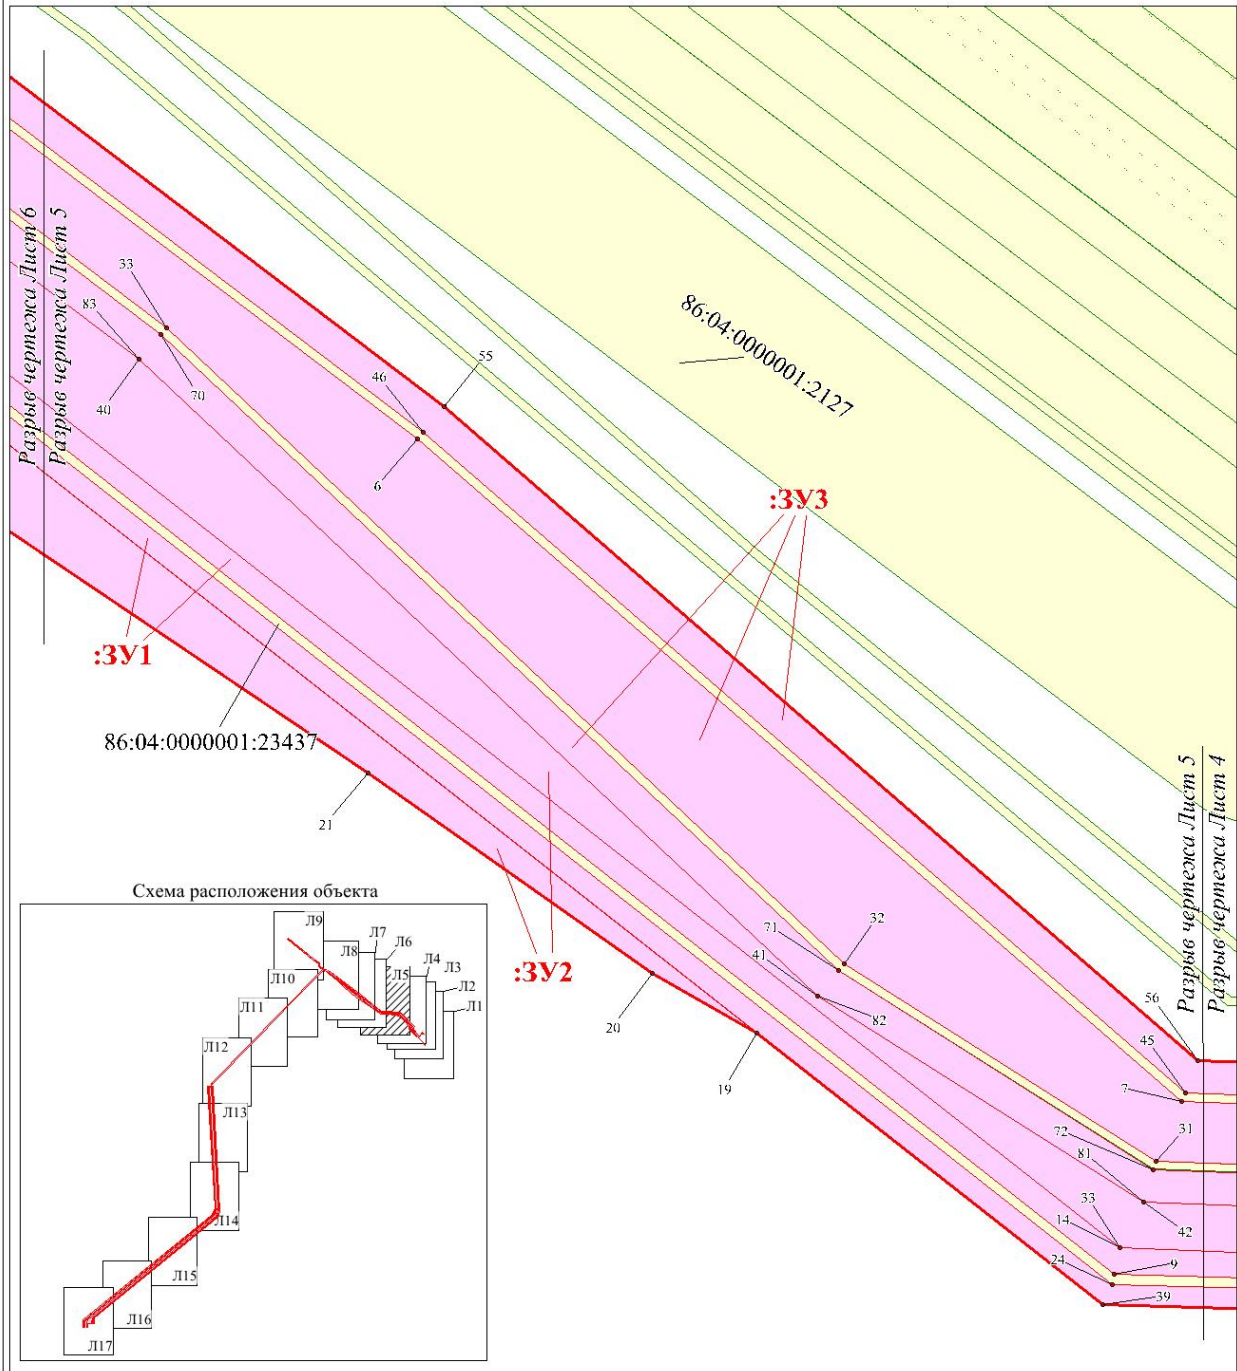 Разрыв чертежа Лист 6
Разрыв чертежа Лист 5
33
83
40
70
46
55
6
86:04:0000001:2127
:ЗУ3
:ЗУ1
86:04:0000001:23437
21
:ЗУ2
20
19
71
32
41
82
Разрыв чертежа Лист 5
Разрыв чертежа Лист 4
56
45
7
72
31
81
42
33
14
24
9
39
Схема расположения объекта
Л9
Л8
Л7
Л6
Л5
Л4
Л3
Л2
Л1
Л10
Л11
Л12
Л13
Л14
Л15
Л16
Л17